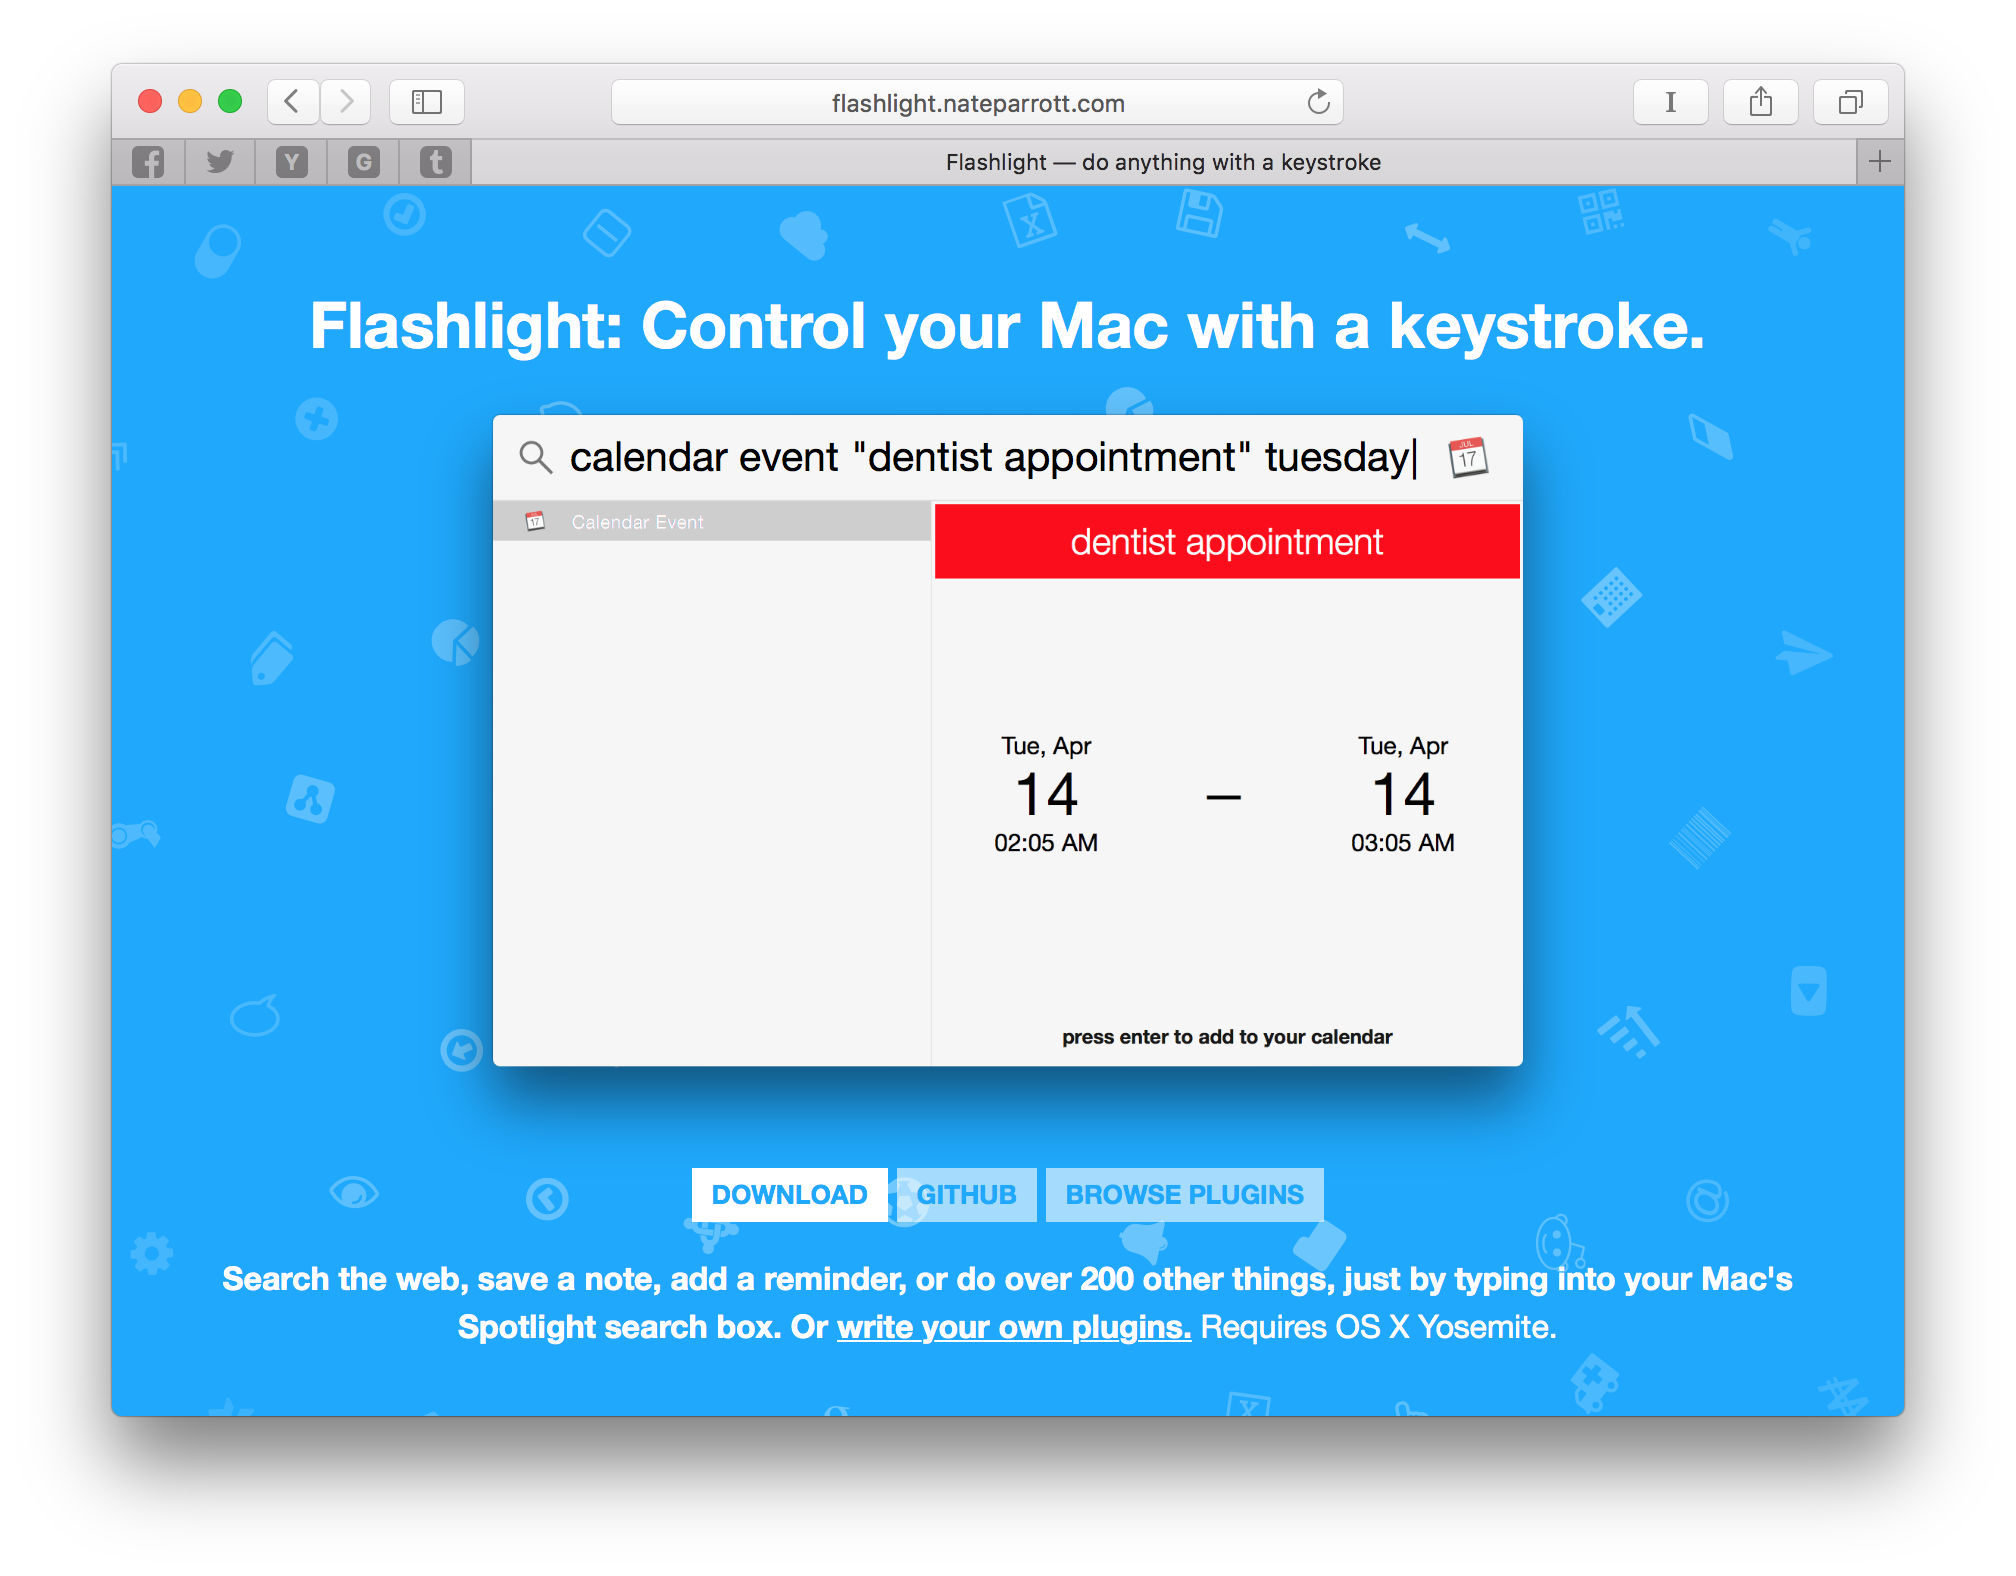 flashlight.nateparrott.com
I
f
Y
G
t
Flashlight — do anything with a keystroke
Flashlight: Control your Mac with a keystroke.
calendar event "dentist appointment" tuesday
JUL
17
17
Calendar Event
dentist appointment
Tue, Apr
14
02:05 AM
–
Tue, Apr
14
03:05 AM
press enter to add to your calendar
DOWNLOAD
GITHUB
BROWSE PLUGINS
Search the web, save a note, add a reminder, or do over 200 other things, just by typing into your Mac's
Spotlight search box. Or write your own plugins. Requires OS X Yosemite.